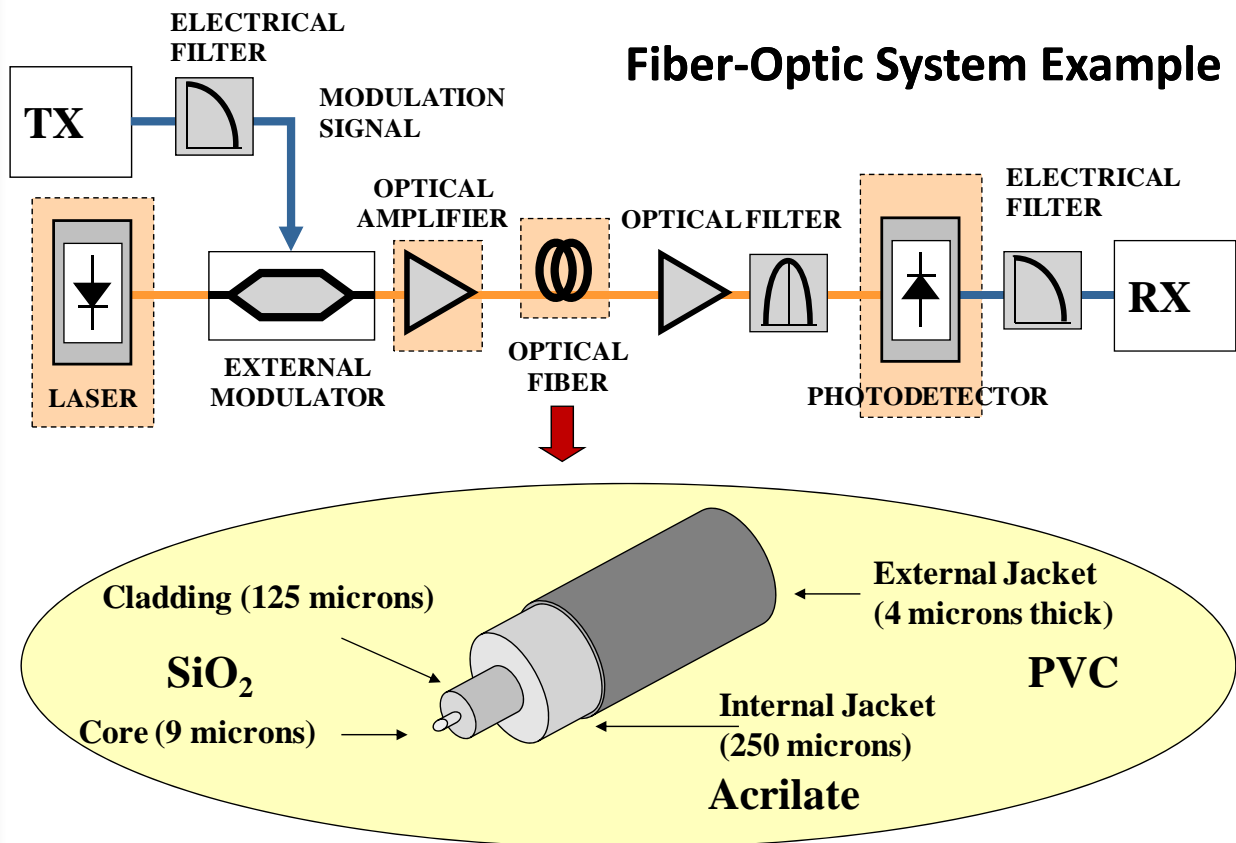 Fiber-Optic System Example
ELECTRICAL
FILTER
TX
MODULATION
SIGNAL
OPTICAL
AMPLIFIER
OPTICAL FILTER
ELECTRICAL
FILTER
RX
LASER
EXTERNAL
MODULATOR
OPTICAL
FIBER
PHOTODETECTOR
Cladding (125 microns)
SiO₂
Core (9 microns)
External Jacket
(4 microns thick)
PVC
Internal Jacket
(250 microns)
Acrilate